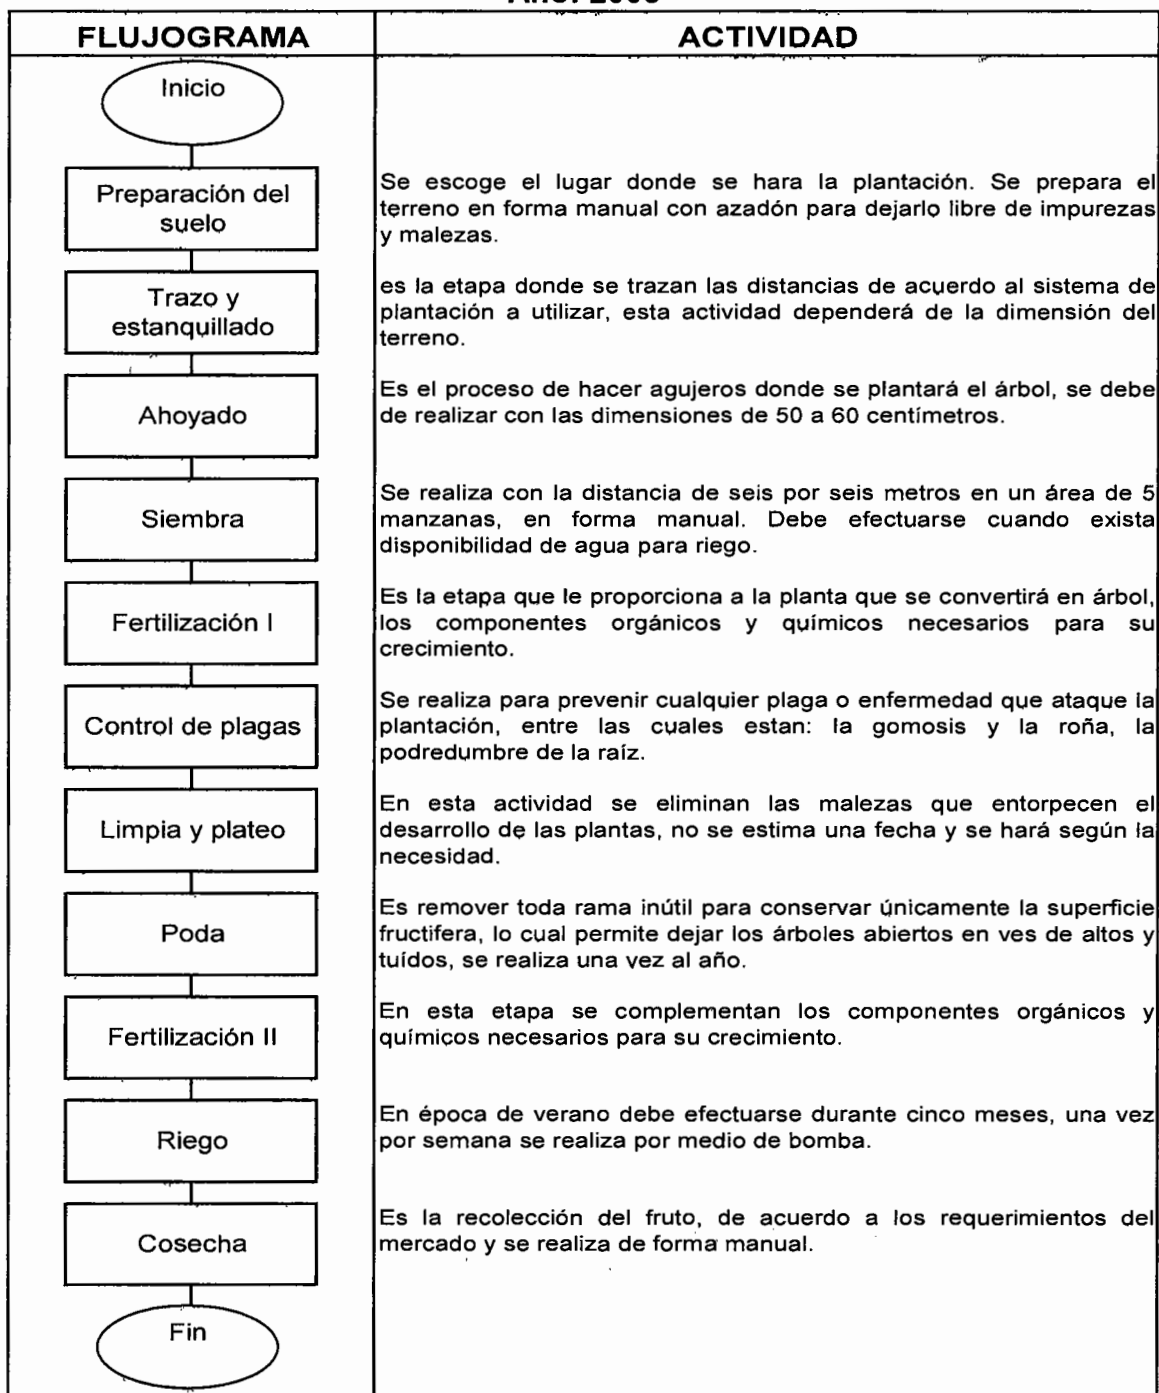 FLUJOGRAMA
ACTIVIDAD
Inicio
Preparación del
suelo
Se escoge el lugar donde se hara la plantación. Se prepara el
terreno en forma manual con azadón para dejarlo libre de impurezas
y malezas.
Trazo y
estanquillado
es la etapa donde se trazan las distancias de acuerdo al sistema de
plantación a utilizar, esta actividad dependerá de la dimensión del
terreno.
Ahoyado
Es el proceso de hacer agujeros donde se plantará el árbol, se debe
de realizar con las dimensiones de 50 a 60 centímetros.
Siembra
Se realiza con la distancia de seis por seis metros en un área de 5
manzanas, en forma manual. Debe efectuarse cuando exista
disponibilidad de agua para riego.
Fertilización I
Es la etapa que le proporciona a la planta que se convertirá en árbol,
los componentes orgánicos y químicos necesarios para su
crecimiento.
Control de plagas
Se realiza para prevenir cualquier plaga o enfermedad que ataque la
plantación, entre las cuales estan: la gomosis y la roña, la
podredumbre de la raíz.
Limpia y plateo
En esta actividad se eliminan las malezas que entorpecen el
desarrollo de las plantas, no se estima una fecha y se hará según la
necesidad.
Poda
Es remover toda rama inútil para conservar únicamente la superficie
fructifera, lo cual permite dejar los árboles abiertos en ves de altos y
tuídos, se realiza una vez al año.
Fertilización II
En esta etapa se complementan los componentes orgánicos y
químicos necesarios para su crecimiento.
Riego
En época de verano debe efectuarse durante cinco meses, una vez
por semana se realiza por medio de bomba.
Cosecha
Es la recolección del fruto, de acuerdo a los requerimientos del
mercado y se realiza de forma manual.
Fin